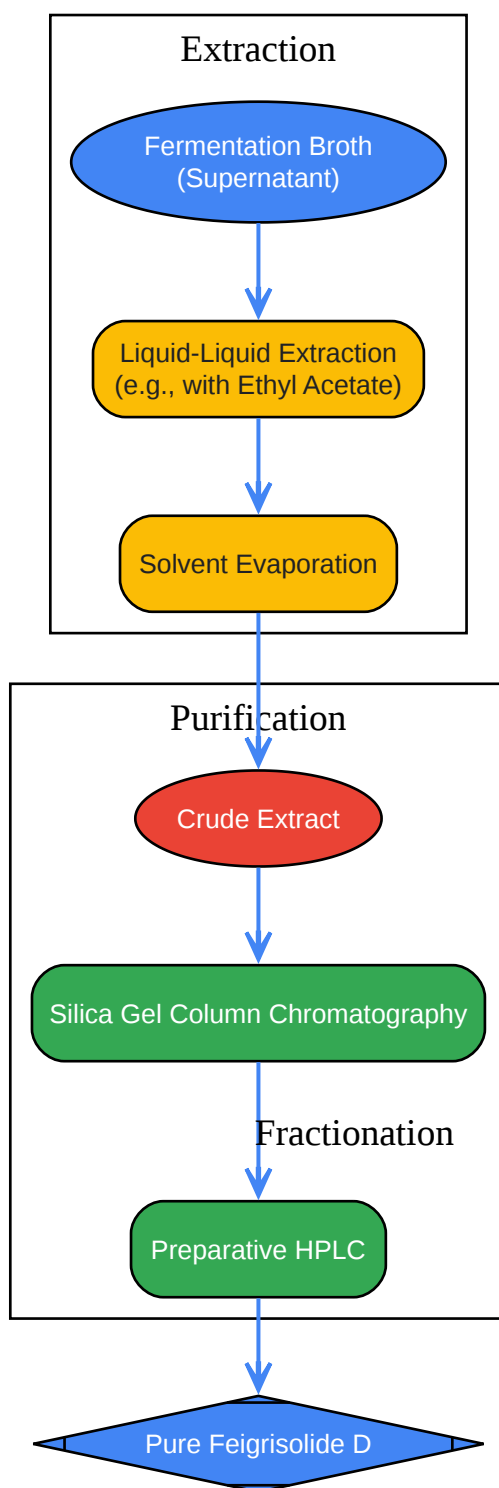 Extraction
Fermentation Broth
(Supernatant)
Liquid-Liquid Extraction
(e.g., with Ethyl Acetate)
Solvent Evaporation
Purification
Crude Extract
Silica Gel Column Chromatography
Fractionation
Preparative HPLC
Pure Feigrisolide D